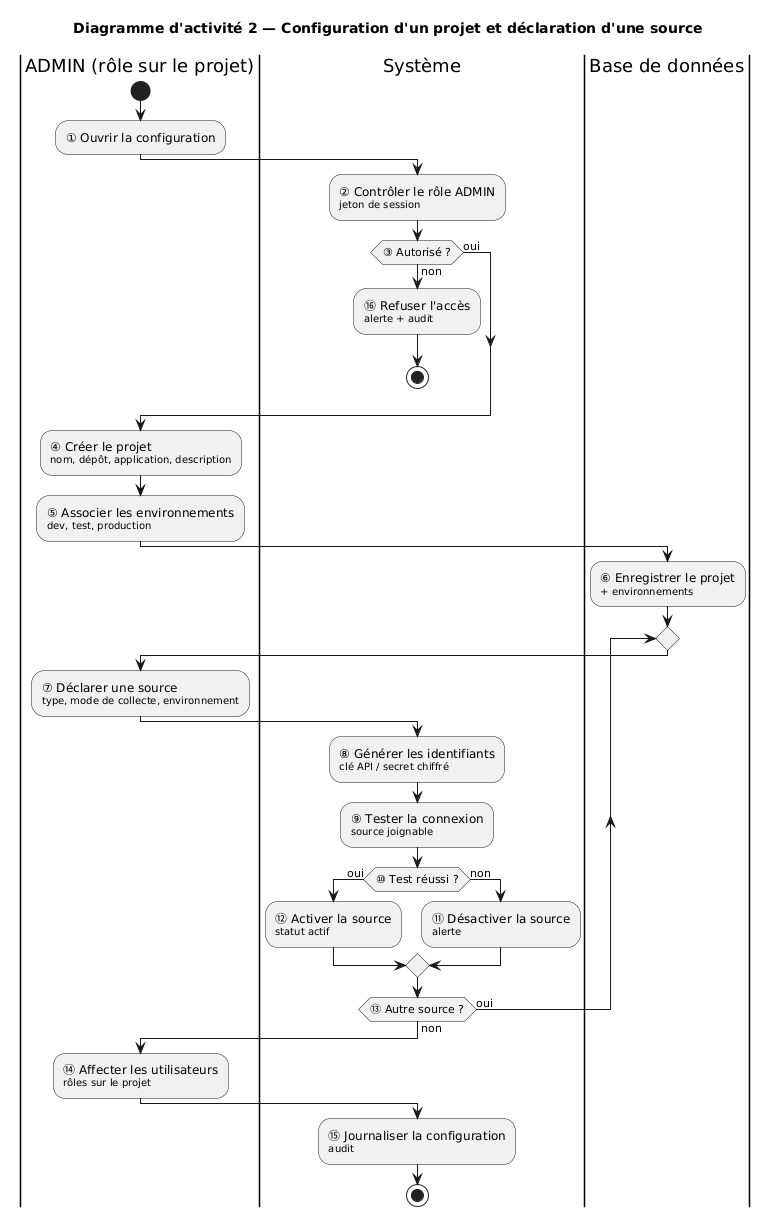 Diagramme d'activité 2 — Configuration d'un projet et déclaration d'une source
ADMIN (rôle sur le projet)
Système
Base de données
① Ouvrir la configuration
② Contrôler le rôle ADMIN
jeton de session
③ Autorisé ?
oui
non
⑯ Refuser l'accès
alerte + audit
④ Créer le projet
nom, dépôt, application, description
⑤ Associer les environnements
dev, test, production
⑥ Enregistrer le projet
+ environnements
⑦ Déclarer une source
type, mode de collecte, environnement
⑧ Générer les identifiants
clé API / secret chiffré
⑨ Tester la connexion
source joignable
oui
⑩ Test réussi ?
non
⑫ Activer la source
statut actif
⑪ Désactiver la source
alerte
⑬ Autre source ?
oui
non
⑭ Affecter les utilisateurs
rôles sur le projet
⑮ Journaliser la configuration
audit